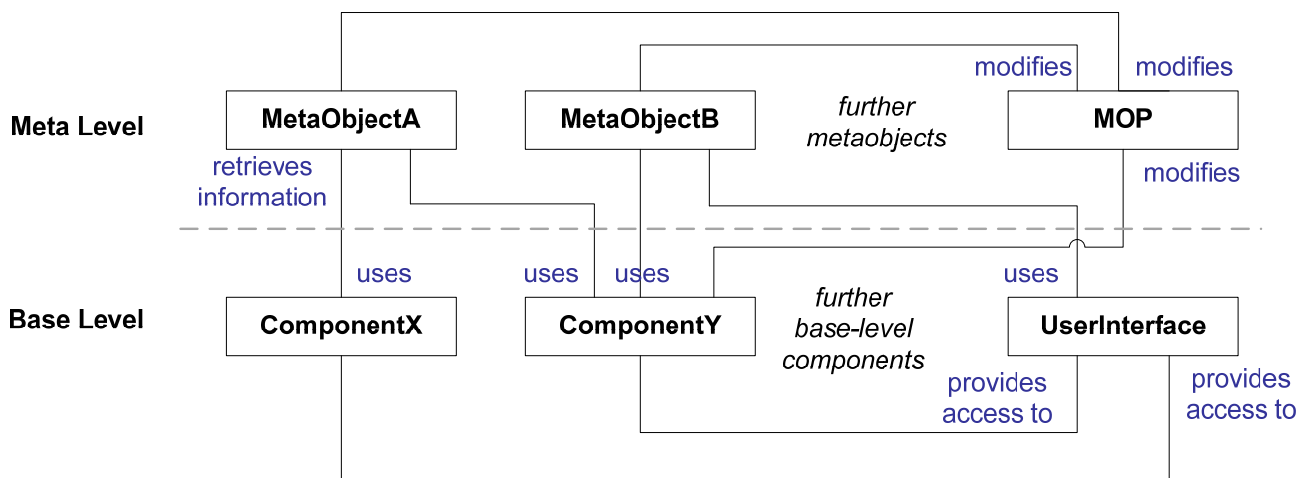 modifies
modifies
Meta Level
MetaObjectA
MetaObjectB
further
metaobjects
MOP
retrieves
information
modifies
uses
uses
uses
uses
Base Level
ComponentX
ComponentY
further
base-level
components
UserInterface
provides
access to
provides
access to